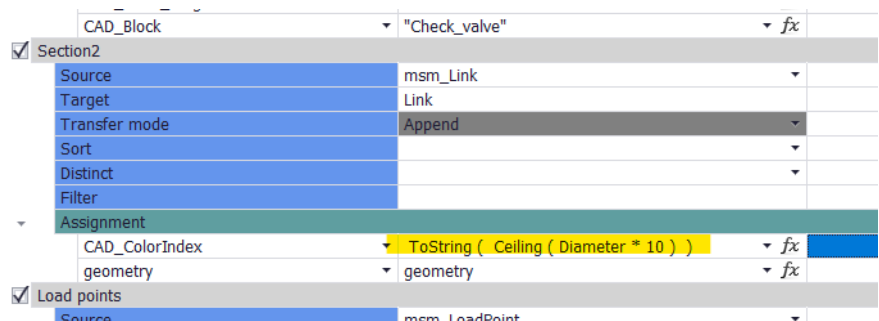 CAD_Block "Check_valve" fx
Section2
Source msm_Link
Target Link
Transfer mode Append
Sort
Distinct
Filter
Assignment
CAD_ColorIndex ToString ( Ceiling ( Diameter * 10 ) ) fx
geometry geometry fx
Load points
Source msm_LoadPoint